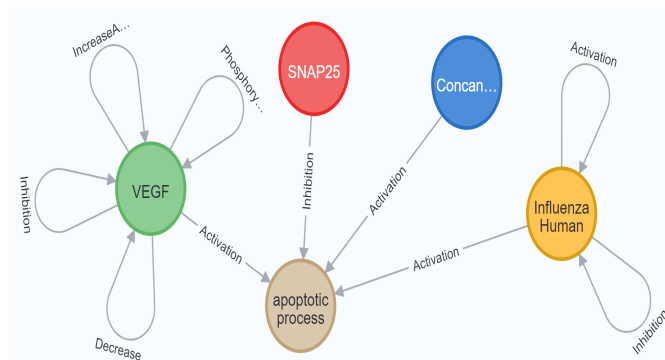 IncreaseA...
Phosphory...
SNAP25
Concan...
Activation
Inhibition
VEGF
Activation
Inhibition
Activation
Influenza
Human
Activation
apoptotic
process
Decrease
Inhibition